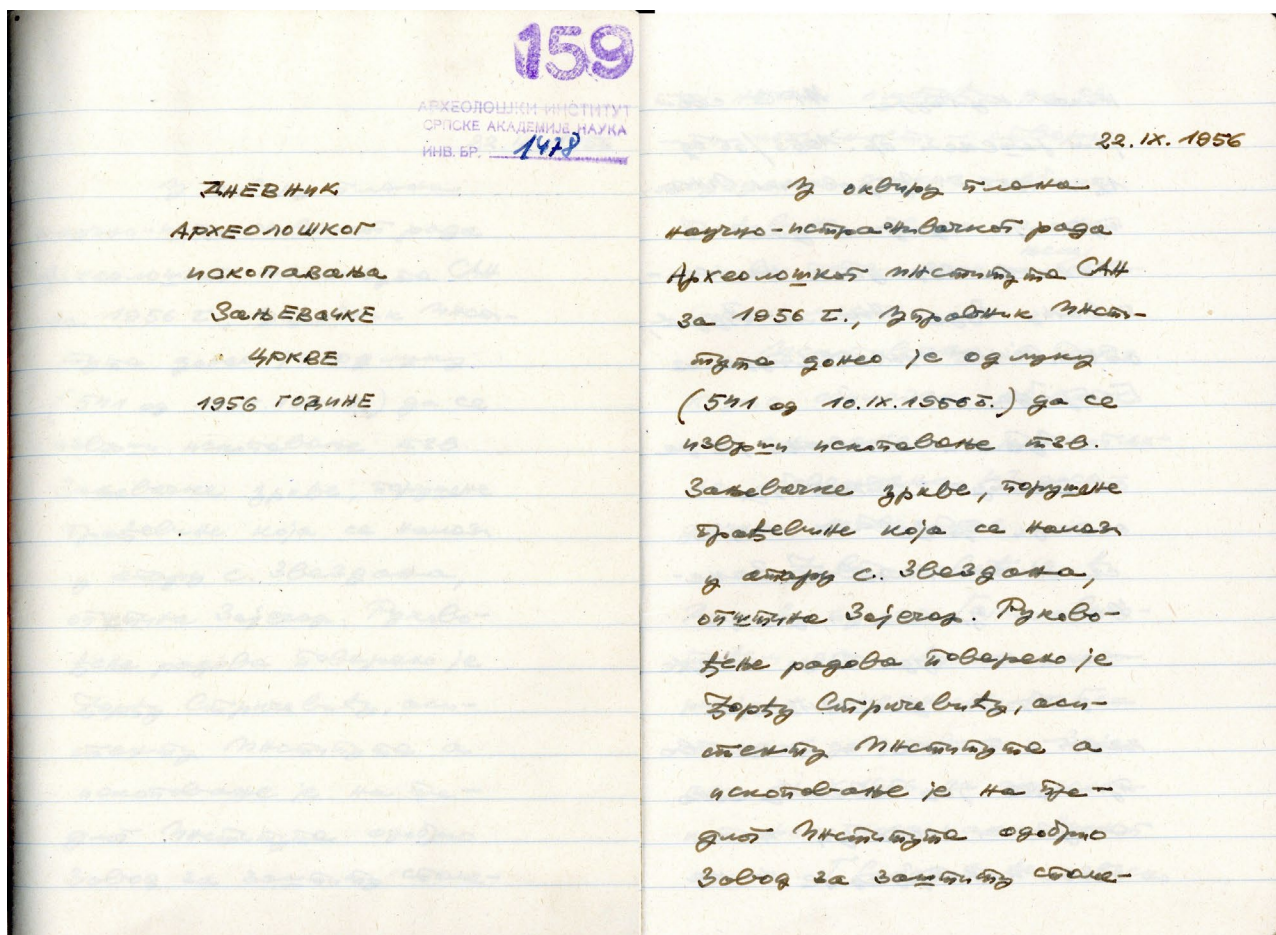 159
АРХЕОЛОШКИ ИНСТИТУТ
СРПСКЕ АКАДЕМИЈЕ НАУКА
ИНВ. БР. 1478
ДНЕВНИК
АРХЕОЛОШКОГ
ИСКОПАВАЊА
ЗАЊЕВАЧКЕ
ЦРКВЕ
1956 ГОДИНЕ
22.IX.1956
У оквиру плана
научно-истраживачког рада
Археолошког Института САН
за 1956 г., Управник Инсти-
тута донео је одлуку
(541 од 10.IX.1956 г.) да се
изврши ископавање тзв.
Зањевачке цркве, порушене
грађевине која се налази
у атару с. Звездана,
општина Зајечар. Руково-
ђење радова поверено је
Ђорђу Стричевићу, аси-
стенту Института а
ископавање је на пре-
длог Института одобрио
Завод за заштиту споме-